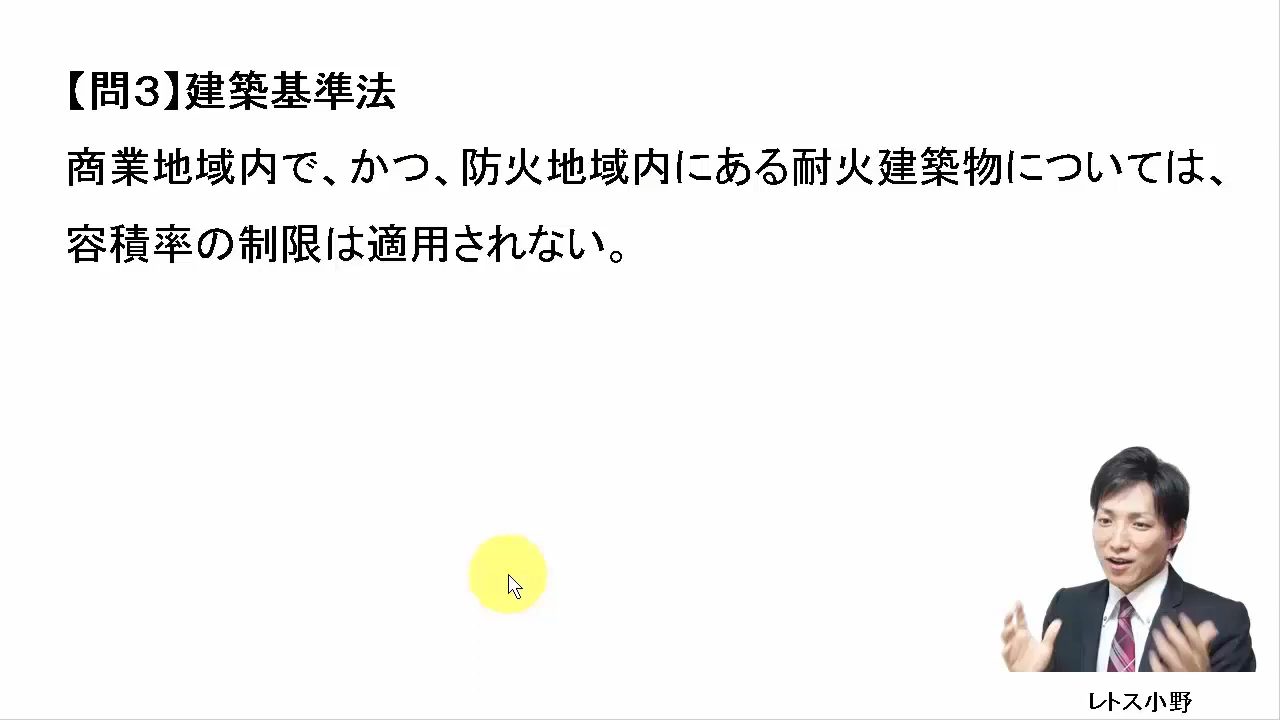 【問３】建築基準法
商業地域内で、かつ、防火地域内にある耐火建築物については、
容積率の制限は適用されない。
レトス小野